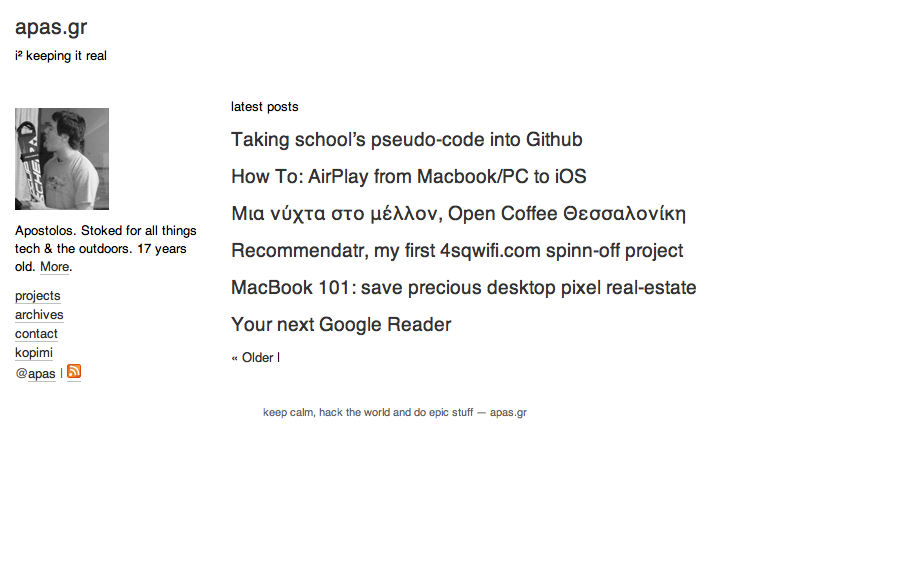 apas.gr
i² keeping it real
Apostolos. Stoked for all things
tech & the outdoors. 17 years
old. More.
projects
archives
contact
kopimi
@apas |
latest posts
Taking school’s pseudo-code into Github
How To: AirPlay from Macbook/PC to iOS
Μια νύχτα στο μέλλον, Open Coffee Θεσσαλονίκη
Recommendatr, my first 4sqwifi.com spinn-off project
MacBook 101: save precious desktop pixel real-estate
Your next Google Reader
« Older |
keep calm, hack the world and do epic stuff — apas.gr